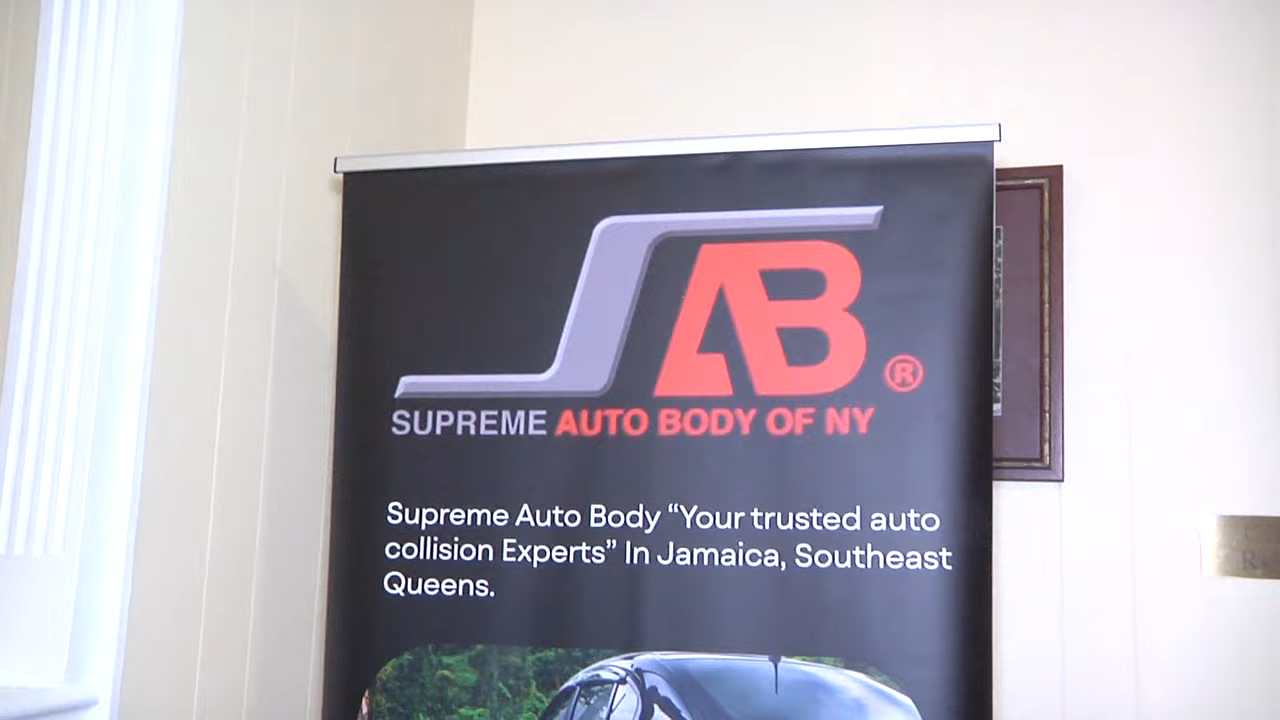 SAB®
SUPREME AUTO BODY OF NY
Supreme Auto Body “Your trusted auto
collision Experts” In Jamaica, Southeast
Queens.